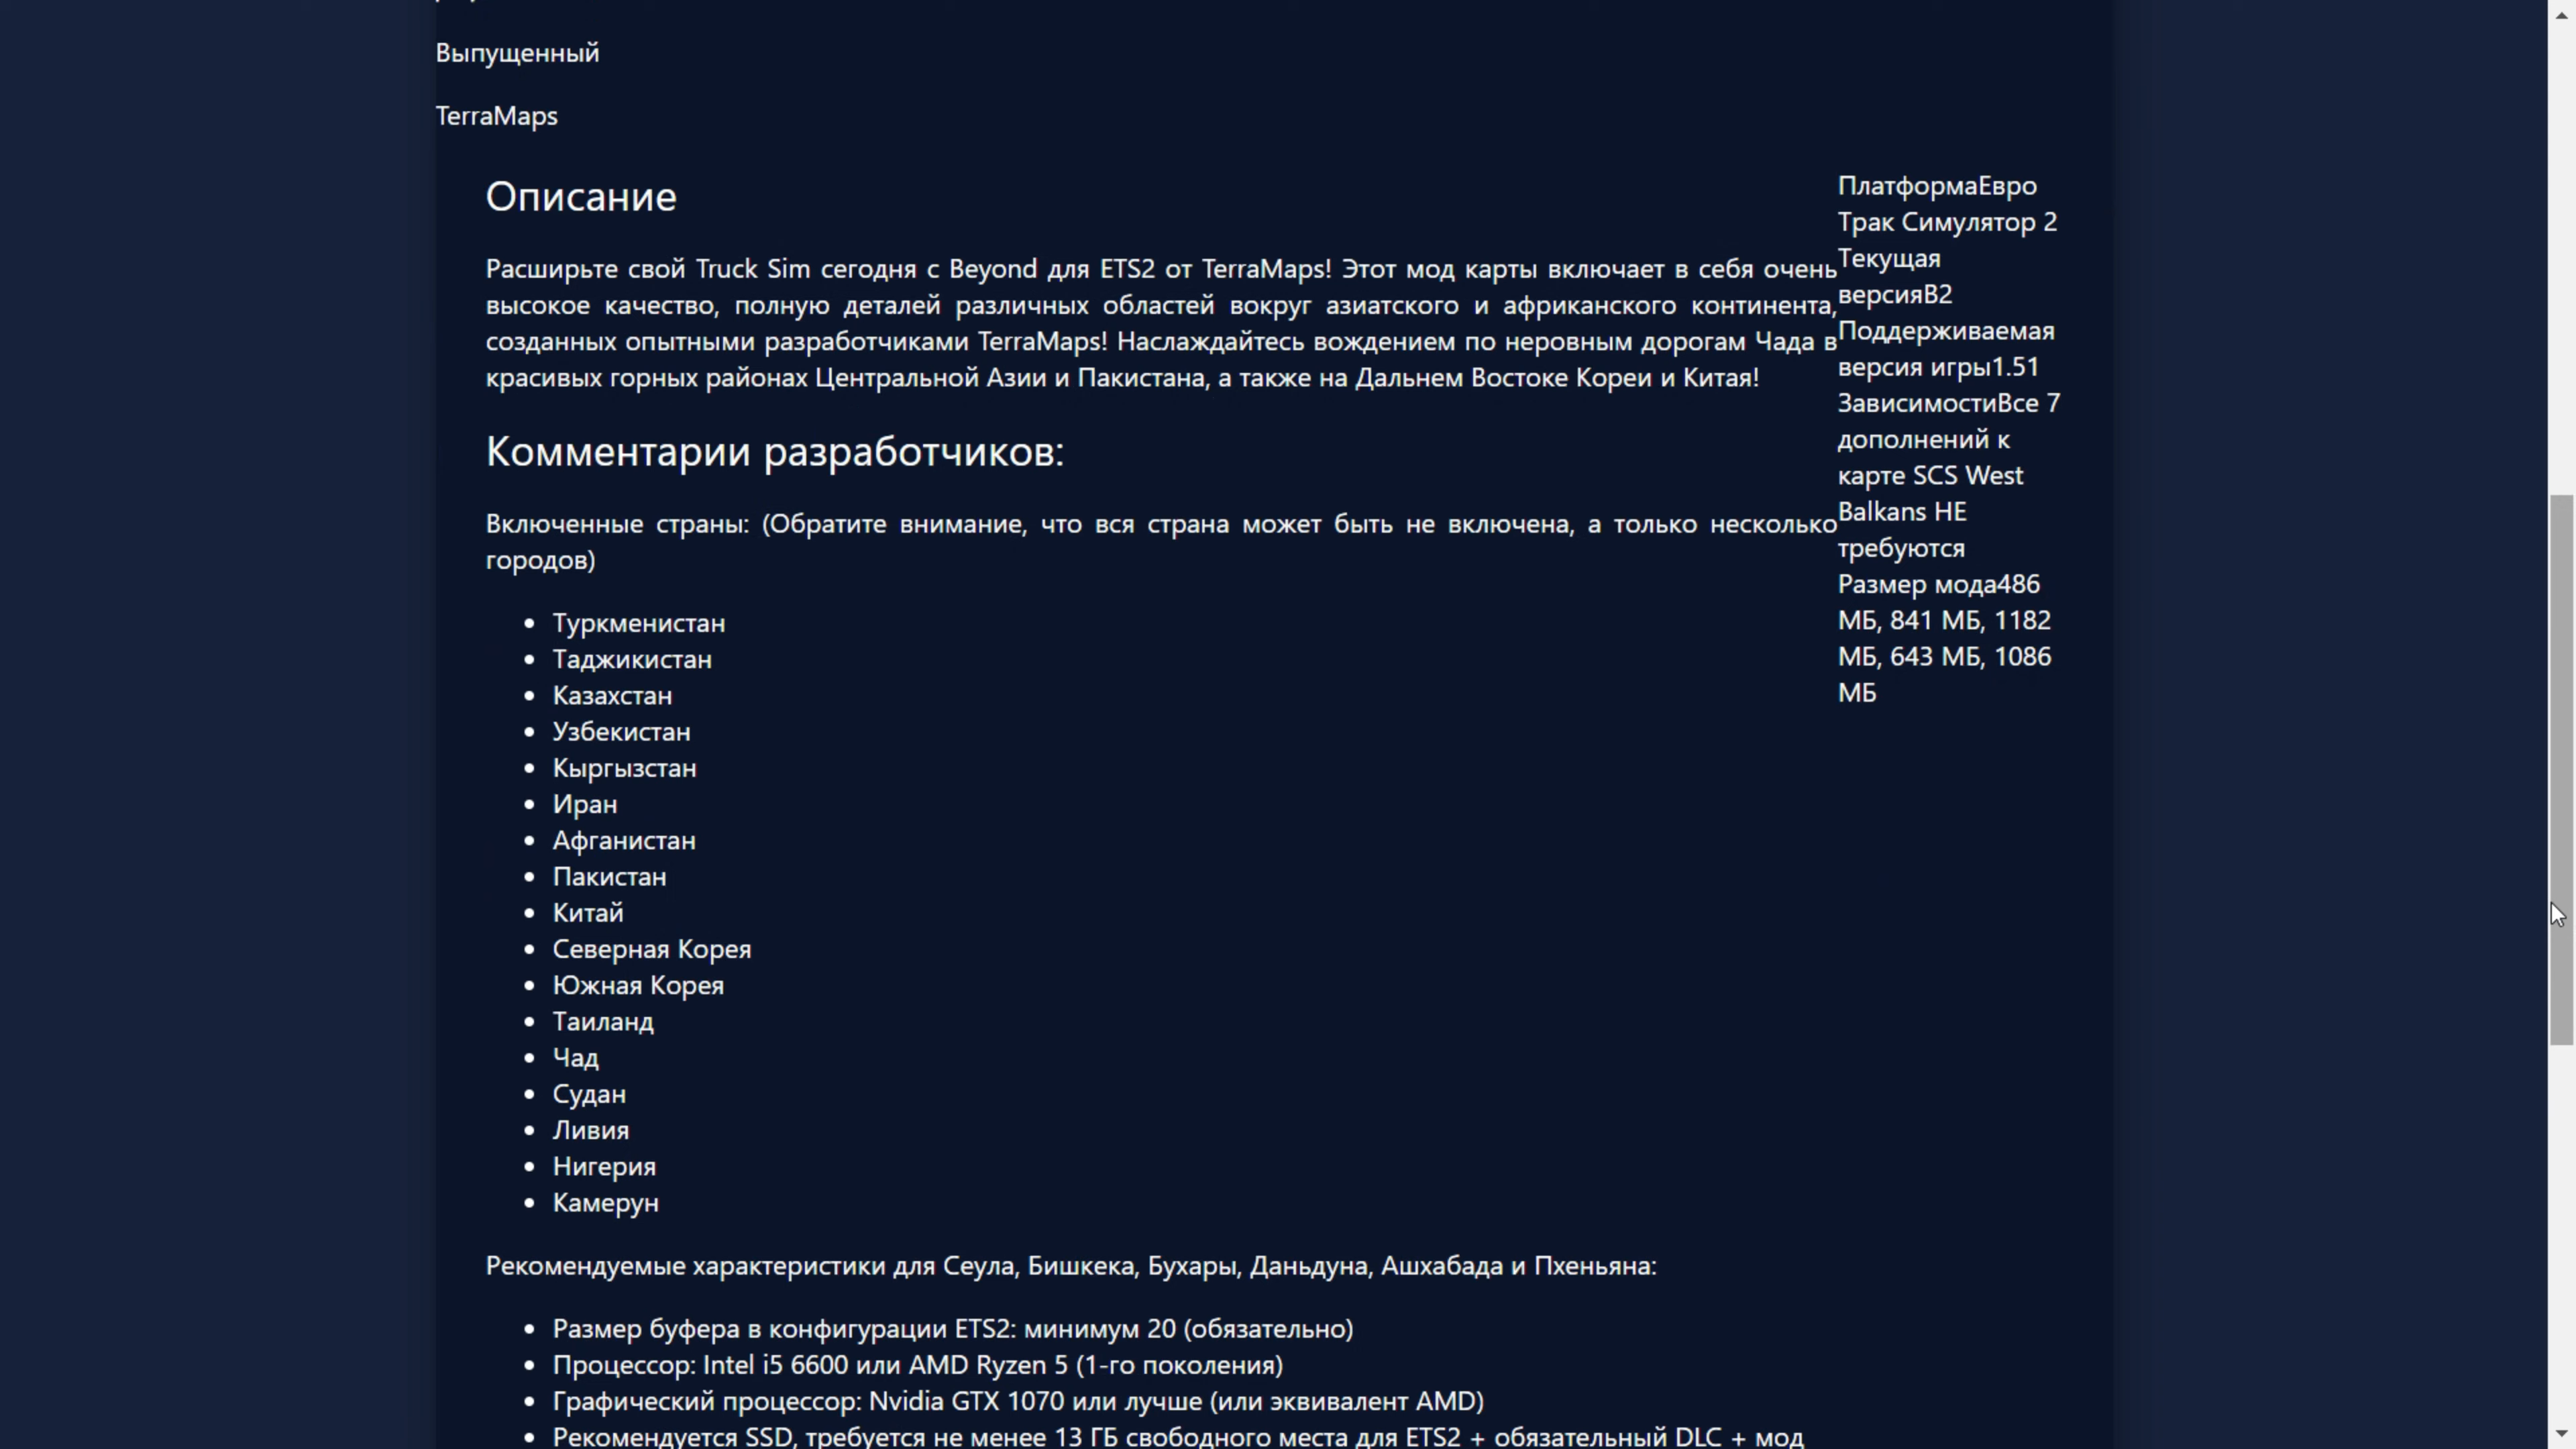 Выпущенный
TerraMaps
Описание
Расширьте свой Truck Sim сегодня с Beyond для ETS2 от TerraMaps! Этот мод карты включает в себя очень
высокое качество, полную деталей различных областей вокруг азиатского и африканского континента,
созданных опытными разработчиками TerraMaps! Наслаждайтесь вождением по неровным дорогам Чада в
красивых горных районах Центральной Азии и Пакистана, а также на Дальнем Востоке Кореи и Китая!
Комментарии разработчиков:
Включенные страны: (Обратите внимание, что вся страна может быть не включена, а только несколько
городов)
• Туркменистан
• Таджикистан
• Казахстан
• Узбекистан
• Кыргызстан
• Иран
• Афганистан
• Пакистан
• Китай
• Северная Корея
• Южная Корея
• Таиланд
• Чад
• Судан
• Ливия
• Нигерия
• Камерун
Рекомендуемые характеристики для Сеула, Бишкека, Бухары, Даньдуна, Ашхабада и Пхеньяна:
• Размер буфера в конфигурации ETS2: минимум 20 (обязательно)
• Процессор: Intel i5 6600 или AMD Ryzen 5 (1-го поколения)
• Графический процессор: Nvidia GTX 1070 или лучше (или эквивалент AMD)
• Рекомендуется SSD, требуется не менее 13 ГБ свободного места для ETS2 + обязательный DLC + мод
ПлатформаЕвро
Трак Симулятор 2
Текущая
версияB2
Поддерживаемая
версия игры1.51
ЗависимостиВсе 7
дополнений к
карте SCS West
Balkans НЕ
требуются
Размер мода486
МБ, 841 МБ, 1182
МБ, 643 МБ, 1086
МБ